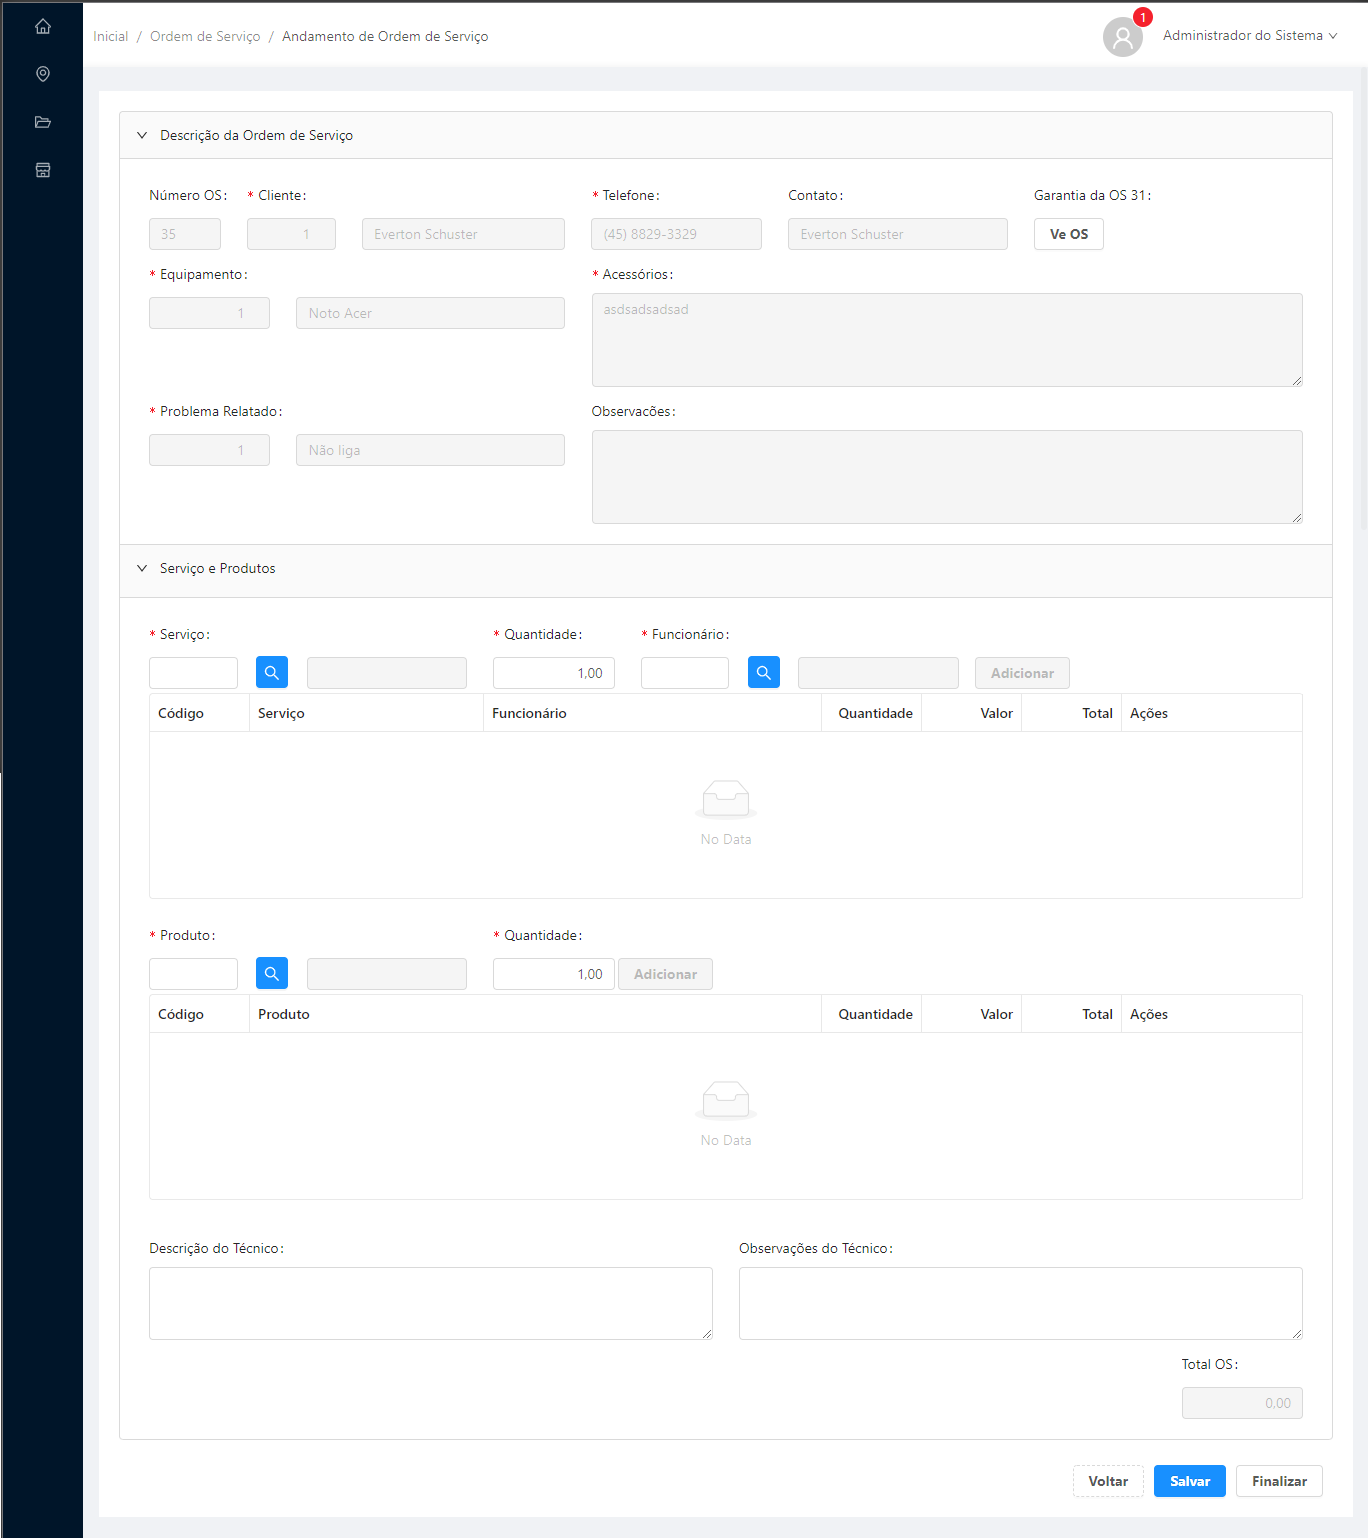 Inicial / Ordem de Serviço / Andamento de Ordem de Serviço
1
Administrador do Sistema
Descrição da Ordem de Serviço
Número OS: * Cliente: * Telefone: Contato: Garantia da OS 31:
35 1 Everton Schuster (45) 8829-3329 Everton Schuster Ve OS
* Equipamento: * Acessórios:
1 Noto Acer asdsadsadsad
* Problema Relatado: Observacões:
1 Não liga
Serviço e Produtos
* Serviço: * Quantidade: * Funcionário:
1,00 Adicionar
Código Serviço Funcionário Quantidade Valor Total Ações
No Data
* Produto: * Quantidade:
1,00 Adicionar
Código Produto Quantidade Valor Total Ações
No Data
Descrição do Técnico: Observações do Técnico:
Total OS:
0,00
Voltar Salvar Finalizar